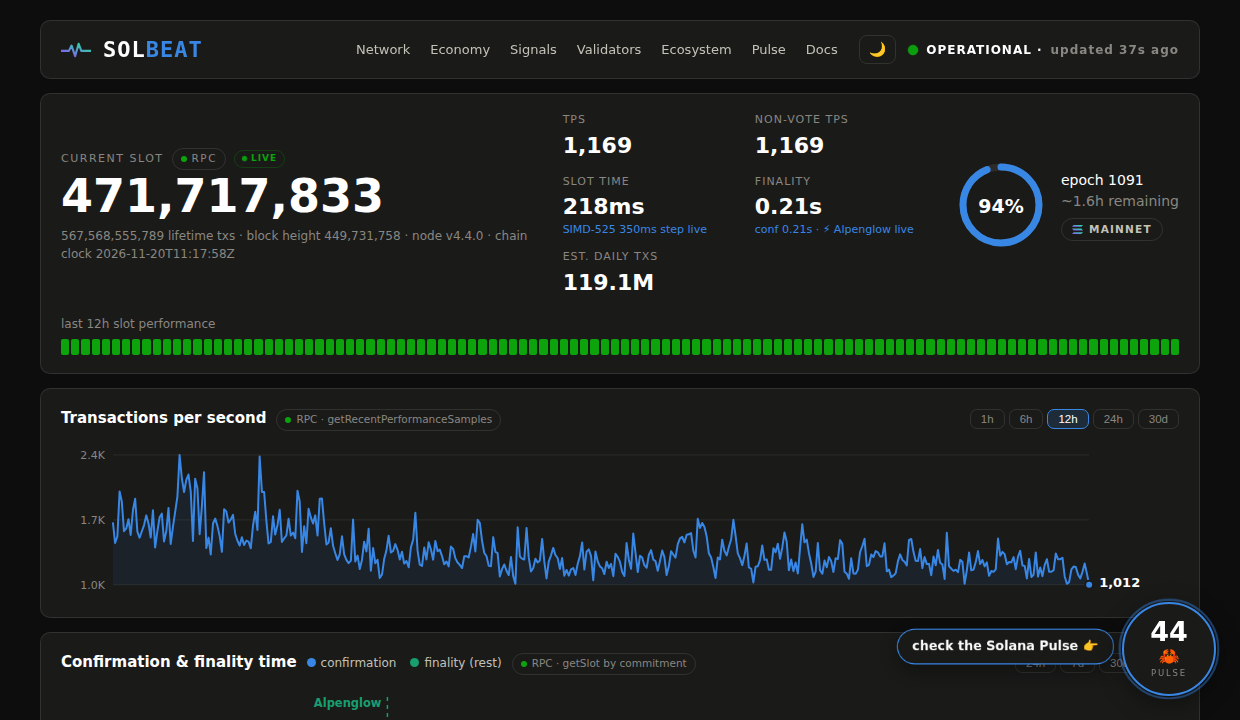 SOLBEAT
Network Economy Signals Validators Ecosystem Pulse Docs 🌙 OPERATIONAL · updated 37s ago
CURRENT SLOT RPC LIVE
471,717,833
567,568,555,789 lifetime txs · block height 449,731,758 · node v4.4.0 · chain
clock 2026-11-20T11:17:58Z
TPS
1,169
NON-VOTE TPS
1,169
SLOT TIME
218ms
SIMD-525 350ms step live
FINALITY
0.21s
conf 0.21s · ⚡ Alpenglow live
EST. DAILY TXS
119.1M
94%
epoch 1091
~1.6h remaining
MAINNET
last 12h slot performance
Transactions per second RPC · getRecentPerformanceSamples
1h 6h 12h 24h 30d
2.4K
1.7K
1.0K
1,012
Confirmation & finality time confirmation finality (rest) RPC · getSlot by commitment
Alpenglow
check the Solana Pulse 👉
44
🦀
PULSE